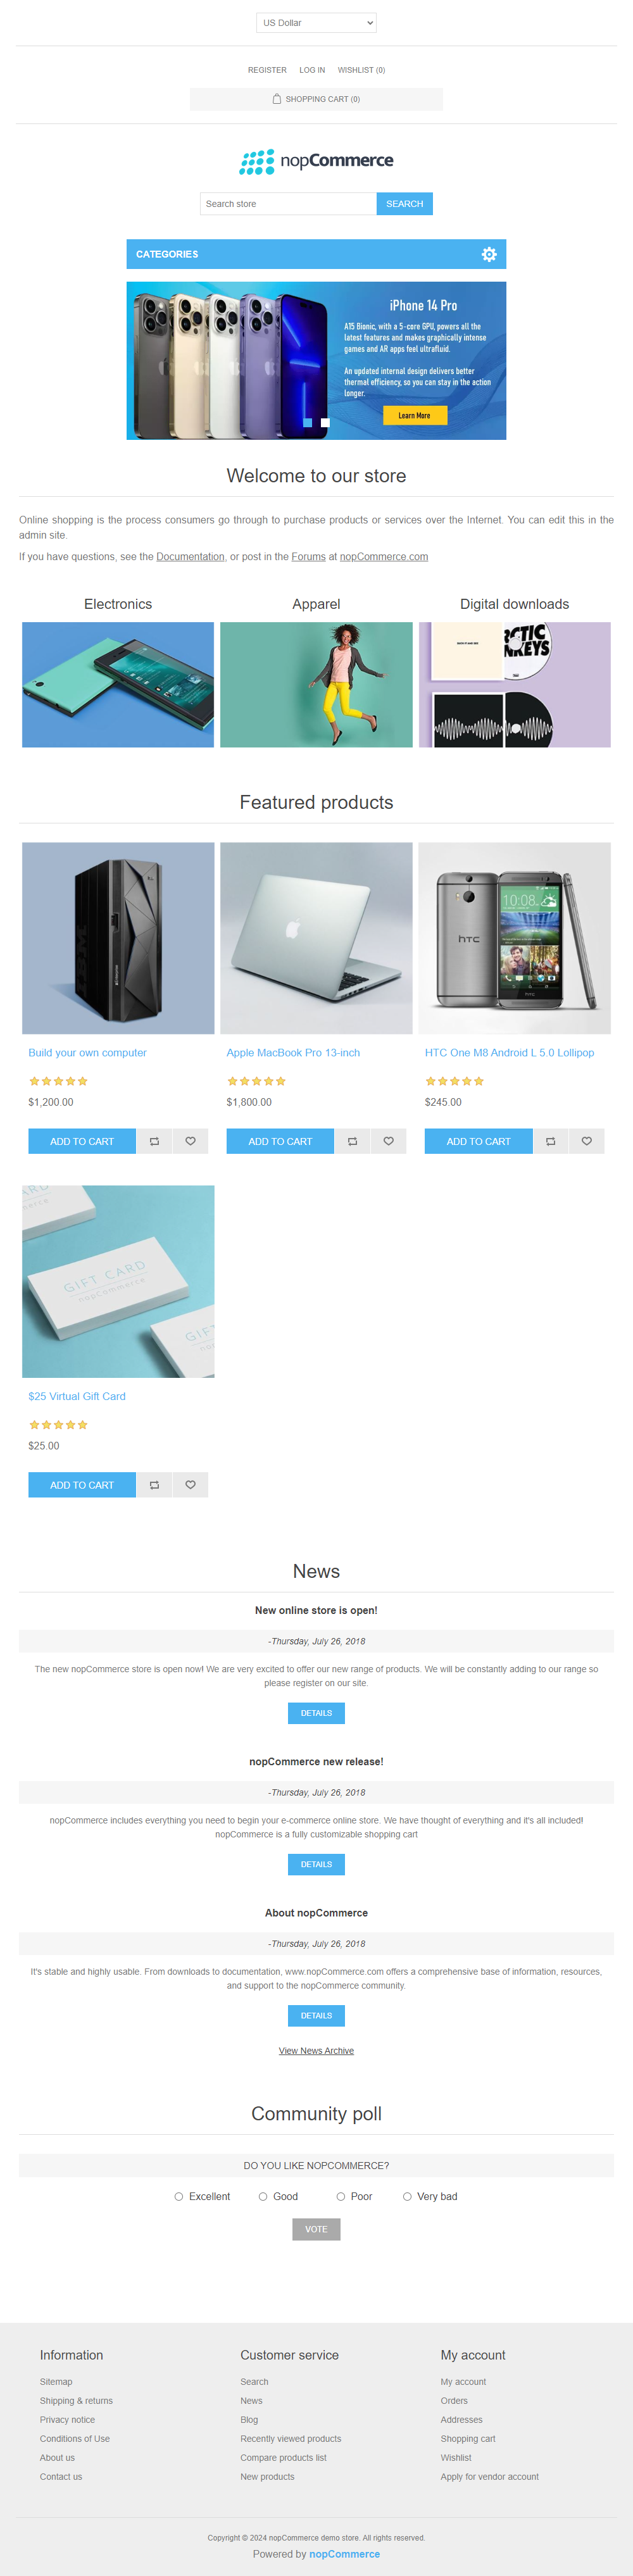 US Dollar
REGISTER LOG IN WISHLIST (0)
SHOPPING CART (0)
nopCommerce
Search store SEARCH
CATEGORIES
iPhone 14 Pro
A15 Bionic, with a 5-core GPU, powers all the
latest features and makes graphically intense
games and AR apps feel ultrafluid.
An updated internal design delivers better
thermal efficiency, so you can stay in the action
longer.
Learn More
Welcome to our store
Online shopping is the process consumers go through to purchase products or services over the Internet. You can edit this in the
admin site.
If you have questions, see the Documentation, or post in the Forums at nopCommerce.com
Electronics Apparel Digital downloads
CTIC
NKEYS
Featured products
hTC
10:08
GIFT CARD
nopCommerce
Build your own computer Apple MacBook Pro 13-inch HTC One M8 Android L 5.0 Lollipop
$1,200.00 $1,800.00 $245.00
ADD TO CART ADD TO CART ADD TO CART
$25 Virtual Gift Card
$25.00
ADD TO CART
News
New online store is open!
-Thursday, July 26, 2018
The new nopCommerce store is open now! We are very excited to offer our new range of products. We will be constantly adding to our range so
please register on our site.
DETAILS
nopCommerce new release!
-Thursday, July 26, 2018
nopCommerce includes everything you need to begin your e-commerce online store. We have thought of everything and it's all included!
nopCommerce is a fully customizable shopping cart
DETAILS
About nopCommerce
-Thursday, July 26, 2018
It's stable and highly usable. From downloads to documentation, www.nopCommerce.com offers a comprehensive base of information, resources,
and support to the nopCommerce community.
DETAILS
View News Archive
Community poll
DO YOU LIKE NOPCOMMERCE?
Excellent Good Poor Very bad
VOTE
Information Customer service My account
Sitemap Search My account
Shipping & returns News Orders
Privacy notice Blog Addresses
Conditions of Use Recently viewed products Shopping cart
About us Compare products list Wishlist
Contact us New products Apply for vendor account
Copyright © 2024 nopCommerce demo store. All rights reserved.
Powered by nopCommerce